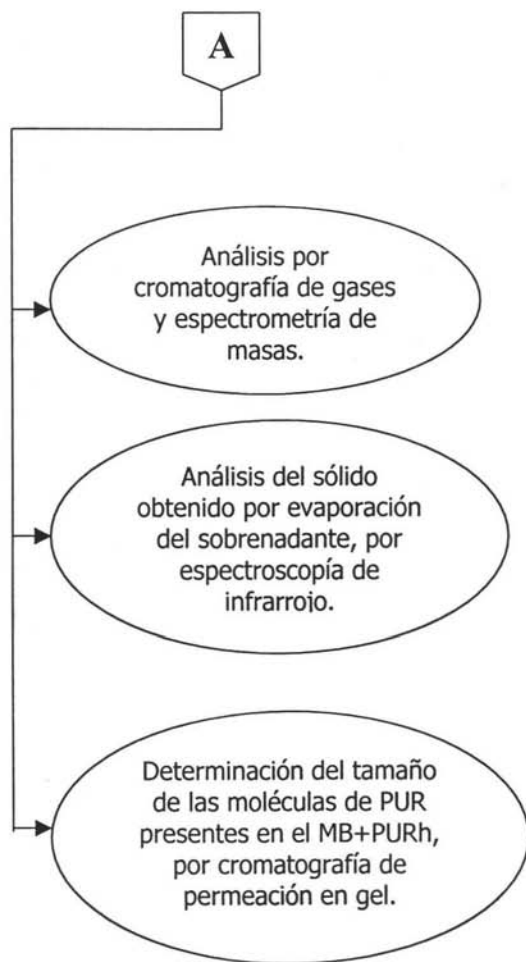 A
Análisis por
cromatografía de gases
y espectrometría de
masas.
Análisis del sólido
obtenido por evaporación
del sobrenadante, por
espectroscopía de
infrarrojo.
Determinación del tamaño
de las moléculas de PUR
presentes en el MB+PURh,
por cromatografía de
permeación en gel.